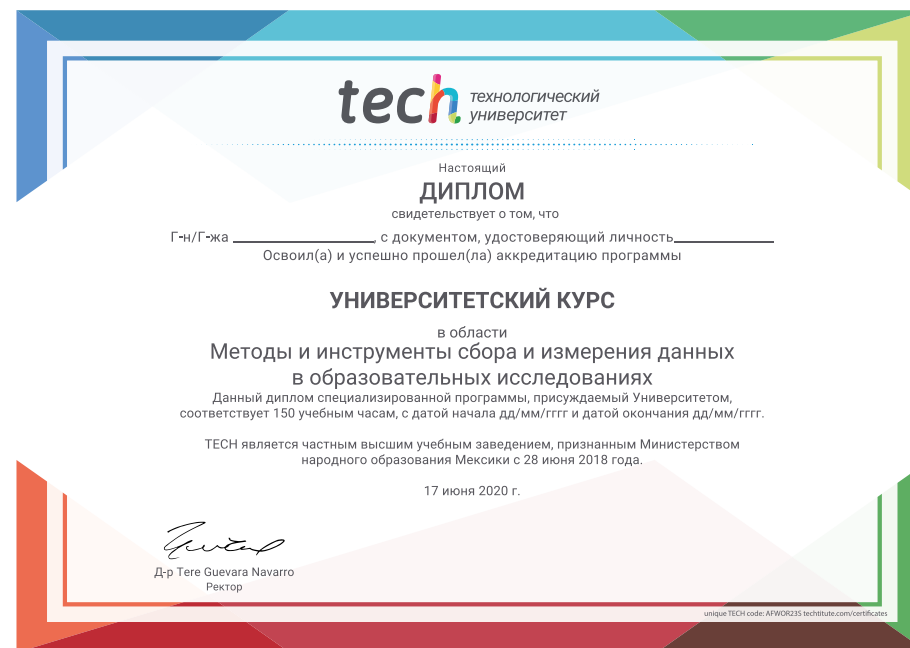 tech технологический
университет
Настоящий
ДИПЛОМ
свидетельствует о том, что
Г-н/Г-жа ____________________, с документом, удостоверяющий личность______________
Освоил(а) и успешно прошел(ла) аккредитацию программы
УНИВЕРСИТЕТСКИЙ КУРС
в области
Методы и инструменты сбора и измерения данных
в образовательных исследованиях
Данный диплом специализированной программы, присуждаемый Университетом,
соответствует 150 учебным часам, с датой начала дд/мм/гггг и датой окончания дд/мм/гггг.
TECH является частным высшим учебным заведением, признанным Министерством
народного образования Мексики с 28 июня 2018 года.
17 июня 2020 г.
Д-р Tere Guevara Navarro
Ректор
unique TECH code: AFWOR23S techtitute.com/certificates